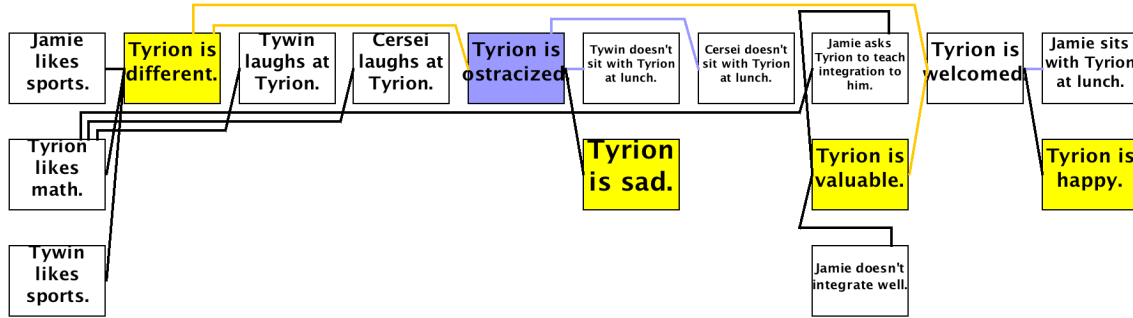 Jamie
likes
sports.
Tyrion is
different.
Tywin
laughs at
Tyrion.
Cersei
laughs at
Tyrion.
Tyrion is
ostracized.
Tywin doesn't
sit with Tyrion
at lunch.
Cersei doesn't
sit with Tyrion
at lunch.
Jamie asks
Tyrion to teach
integration to
him.
Tyrion is
welcomed.
Jamie sits
with Tyrion
at lunch.
Tyrion
likes
math.
Tyrion
is sad.
Tyrion is
valuable.
Tyrion is
happy.
Tywin
likes
sports.
Jamie doesn't
integrate well.